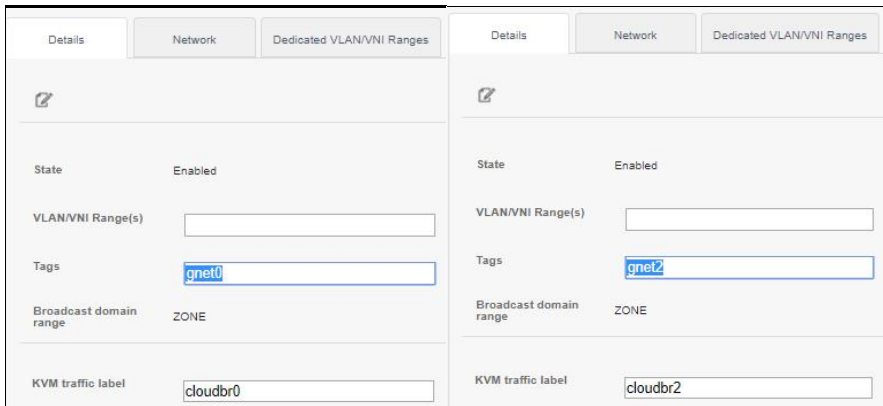 Details
Network
Dedicated VLAN/VNI Ranges
State
Enabled
VLAN/VNI Range(s)
Tags
gnet0
Broadcast domain
range
ZONE
KVM traffic label
cloudbr0
Details
Network
Dedicated VLAN/VNI Ranges
State
Enabled
VLAN/VNI Range(s)
Tags
gnet2
Broadcast domain
range
ZONE
KVM traffic label
cloudbr2